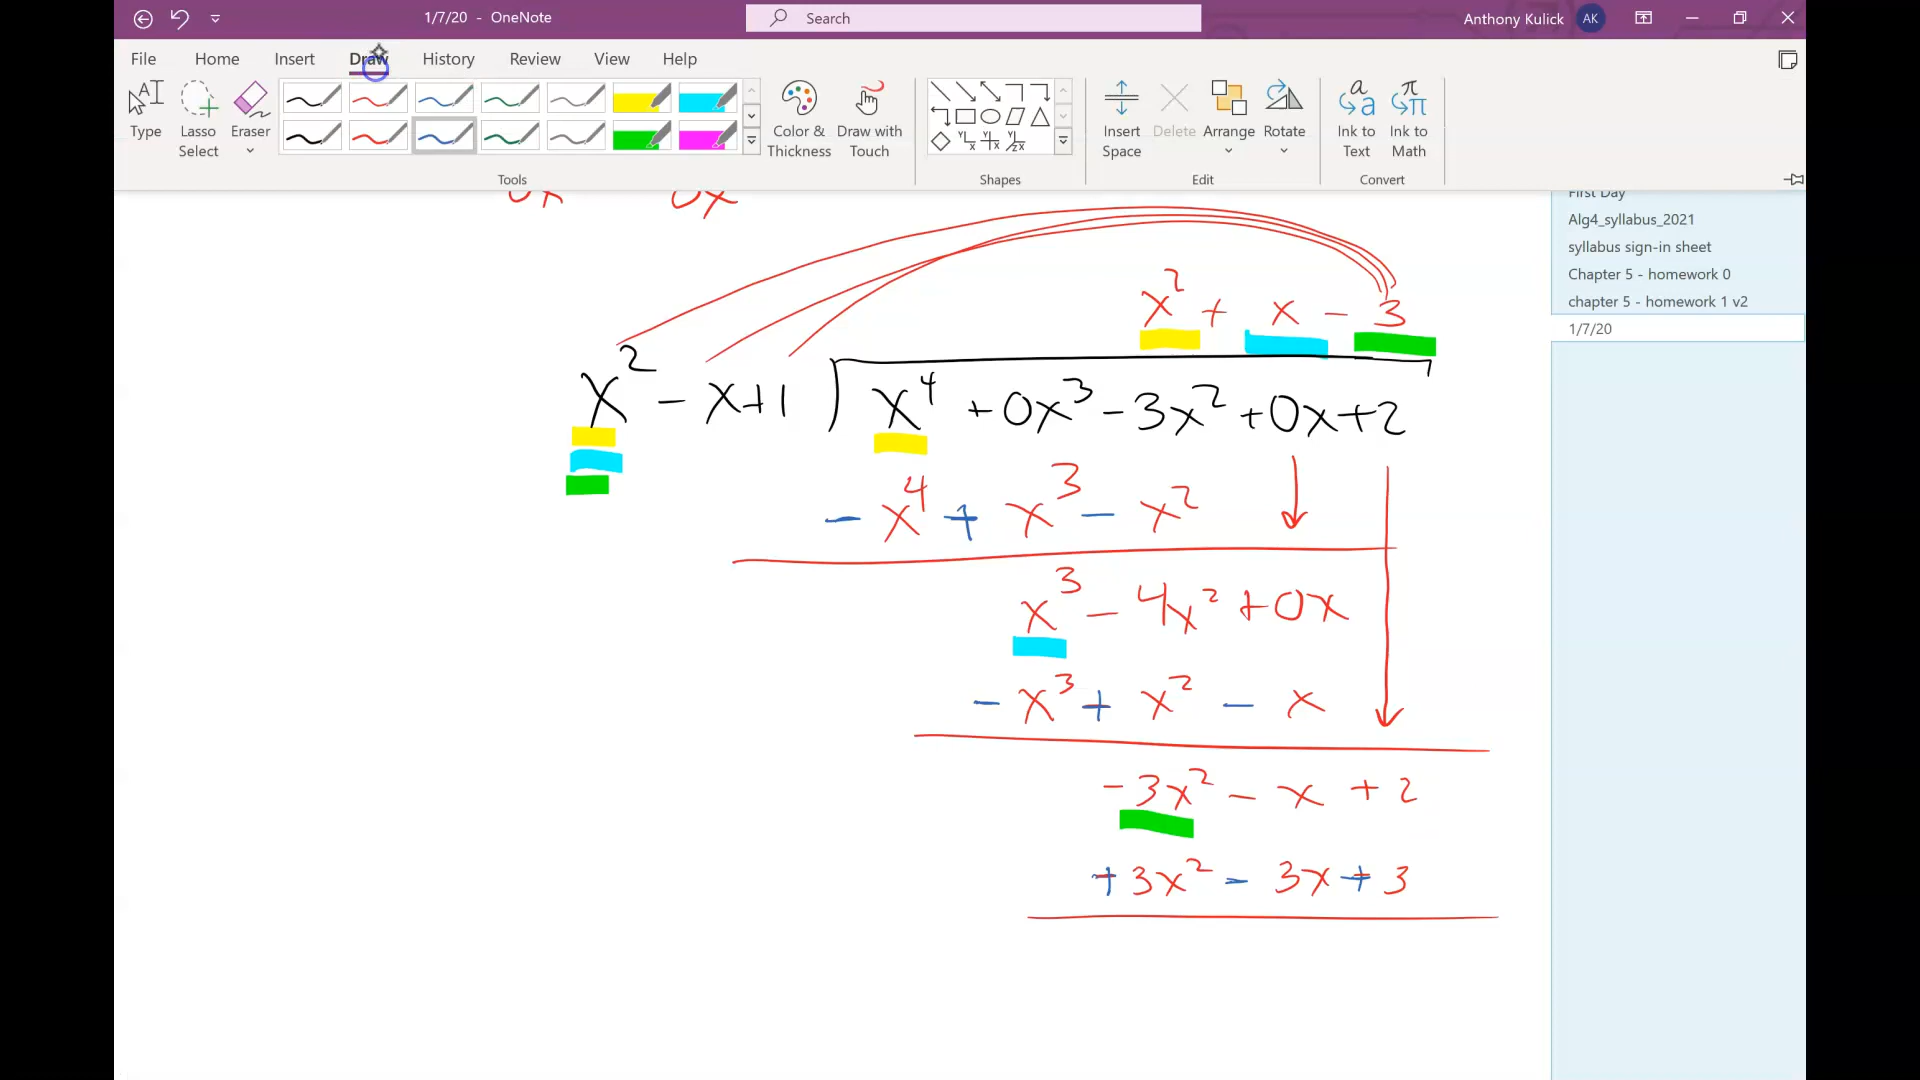 1/7/20 - OneNote
Search
Anthony Kulick AK
File Home Insert Draw History Review View Help
Type
Lasso Select
Eraser
Color & Thickness
Draw with Touch
Insert Space
Delete
Arrange
Rotate
Ink to Text
Ink to Math
Tools
Shapes
Edit
Convert
First Day
Alg4_syllabus_2021
syllabus sign-in sheet
Chapter 5 - homework 0
chapter 5 - homework 1 v2
1/7/20
0x 0x
x² + x - 3
x² - x+1
x⁴ +0x³ -3x² +0x+2
- x⁴ + x³ - x²
x³ - 4x² +0x
- x³ + x² - x
-3x² - x + 2
+ 3x² - 3x + 3